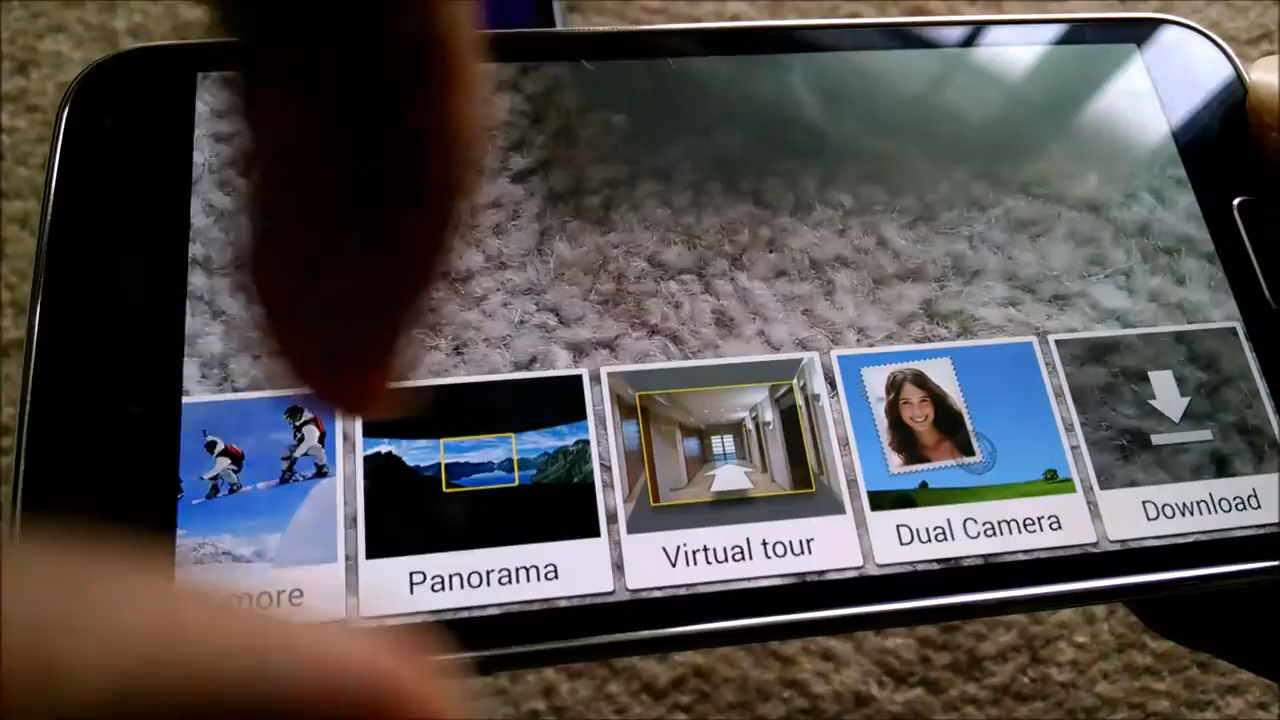 more
Panorama
Virtual tour
Dual Camera
Download